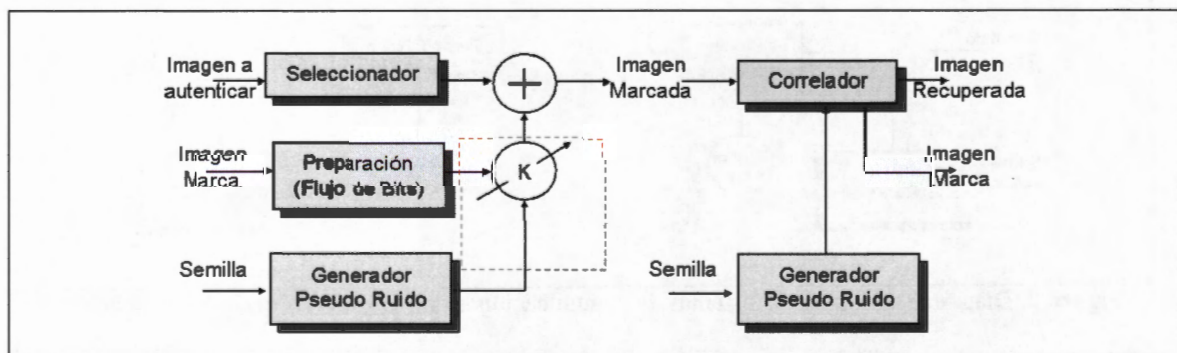 Imagen a
autenticar
Seleccionador
+
Imagen
Marcada
Correlador
Imagen
Recuperada
Imagen
Marca
Preparación
(Flujo de Bits)
K
Imagen
Marca
Semilla
Generador
Pseudo Ruido
Semilla
Generador
Pseudo Ruido